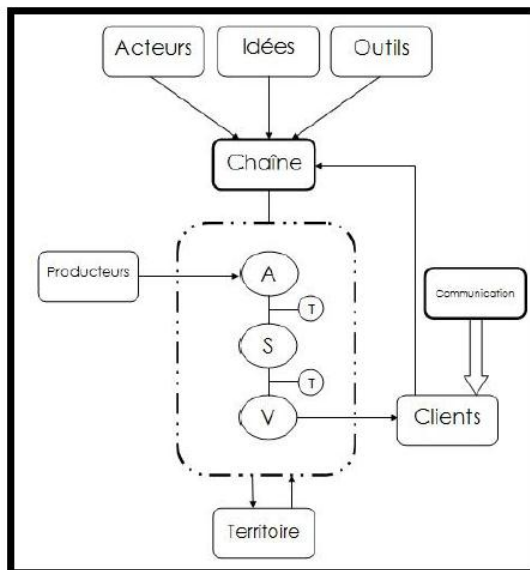 Acteurs
Idées
Outils
Chaîne
Producteurs
A
T
Communication
S
T
V
Clients
Territoire